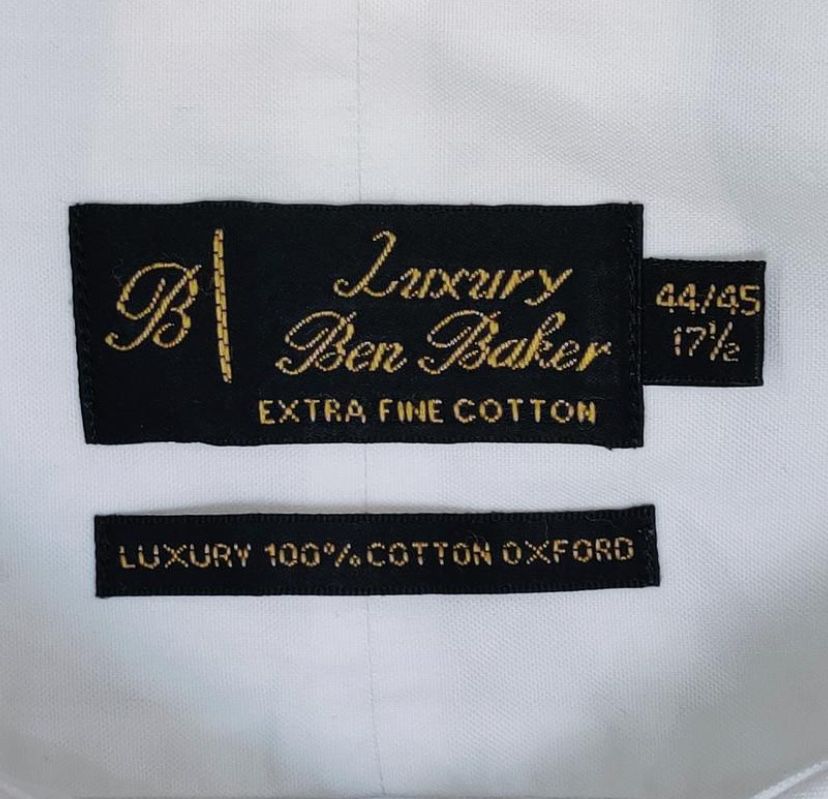 B
Luxury
Ben Baker
EXTRA FINE COTTON
44/45
17½
LUXURY 100% COTTON OXFORD